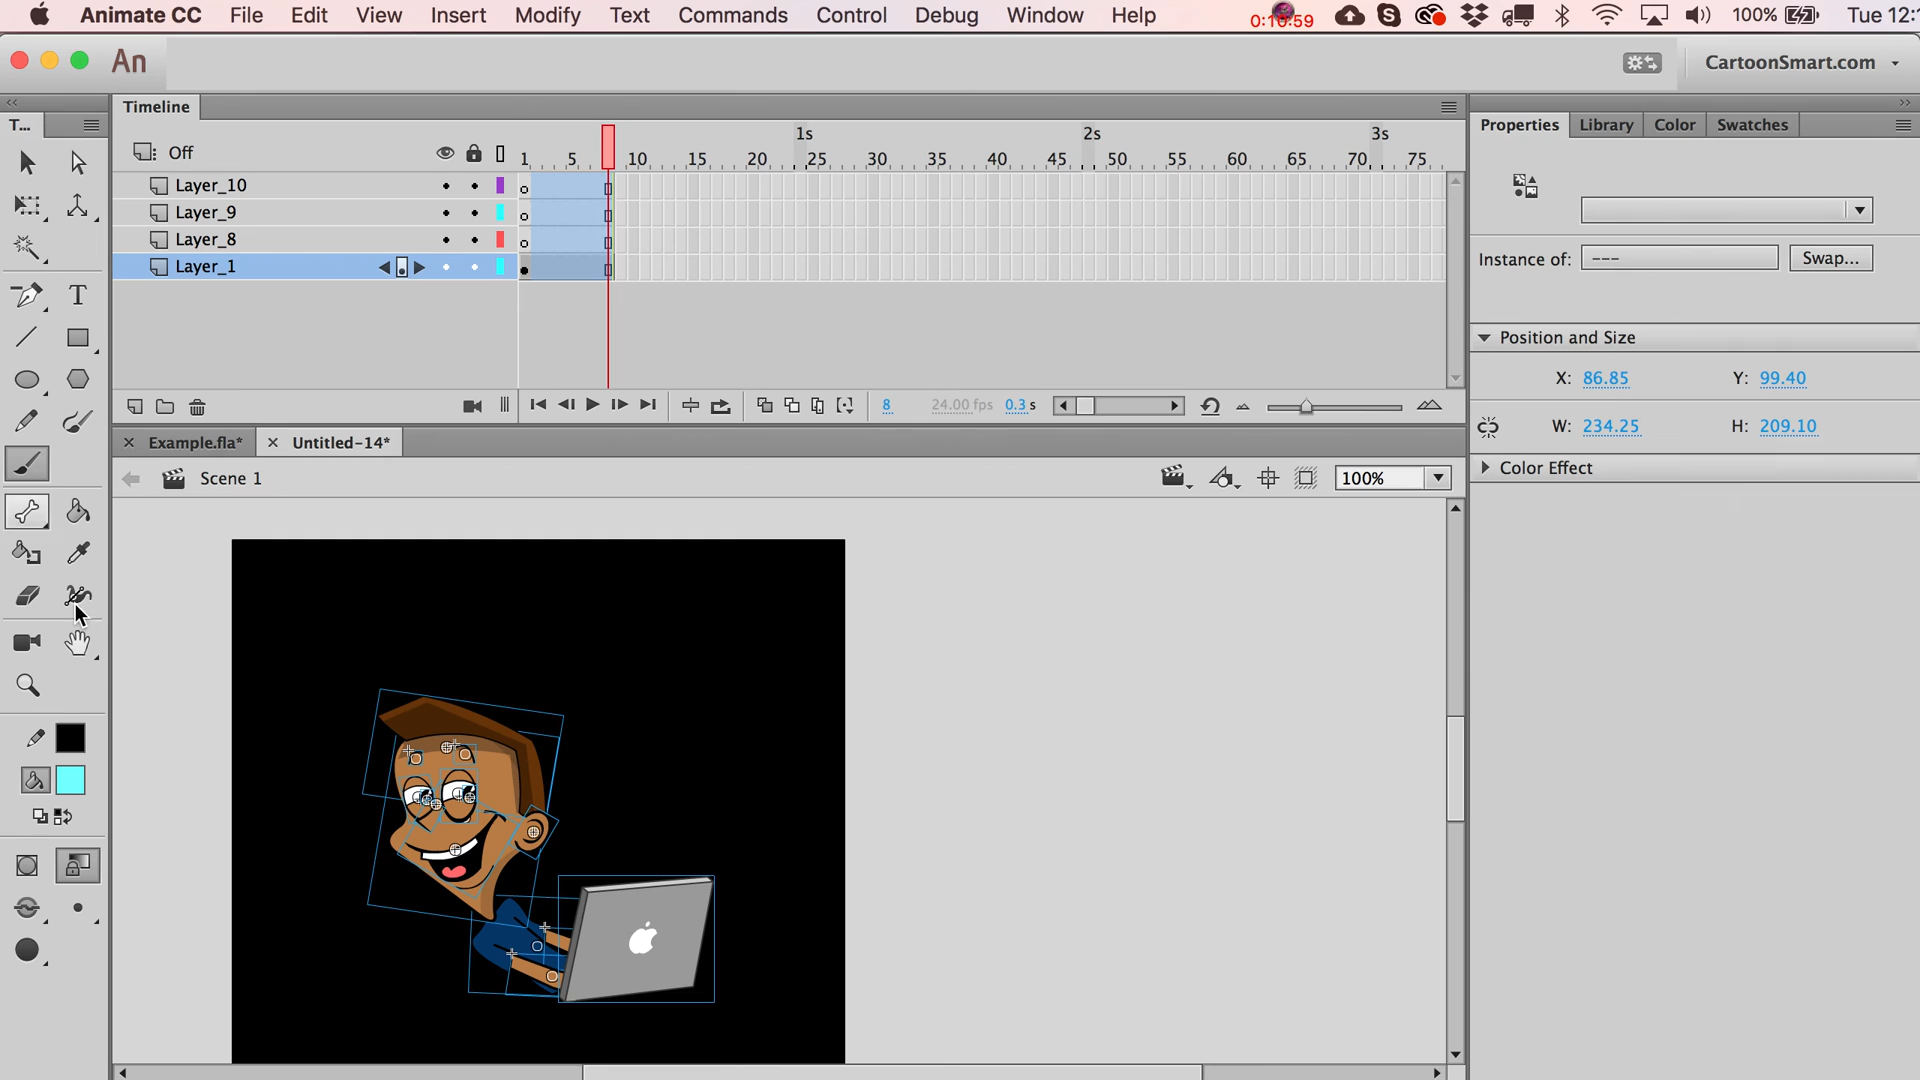 Animate CC File Edit View Insert Modify Text Commands Control Debug Window Help 0:10:59 100% Tue 12:
An CartoonSmart.com
Timeline
T... Properties Library Color Swatches
1s 2s 3s
Off
1 5 10 15 20 25 30 35 40 45 50 55 60 65 70 75
Layer_10
Layer_9
Layer_8
Layer_1
Instance of: --- Swap...
T
Position and Size
X: 86.85 Y: 99.40
8 24.00 fps 0.3 s
W: 234.25 H: 209.10
Example.fla* Untitled-14*
Color Effect
Scene 1 100%